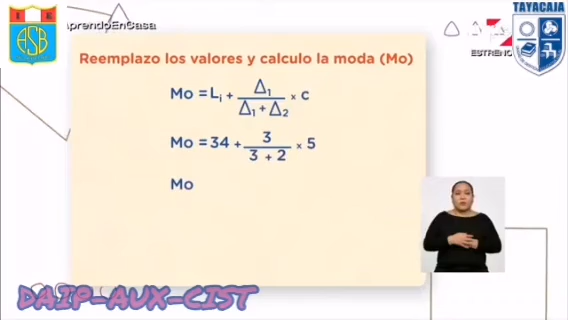 AprendoEnCasa
TAYACAJA
ASB
ESTRENO
Reemplazo los valores y calculo la moda (Mo)
Mo = Li + Δ1 / (Δ1 + Δ2) × c
Mo = 34 + 3 / (3 + 2) × 5
Mo
DAIP-AUX-CIST